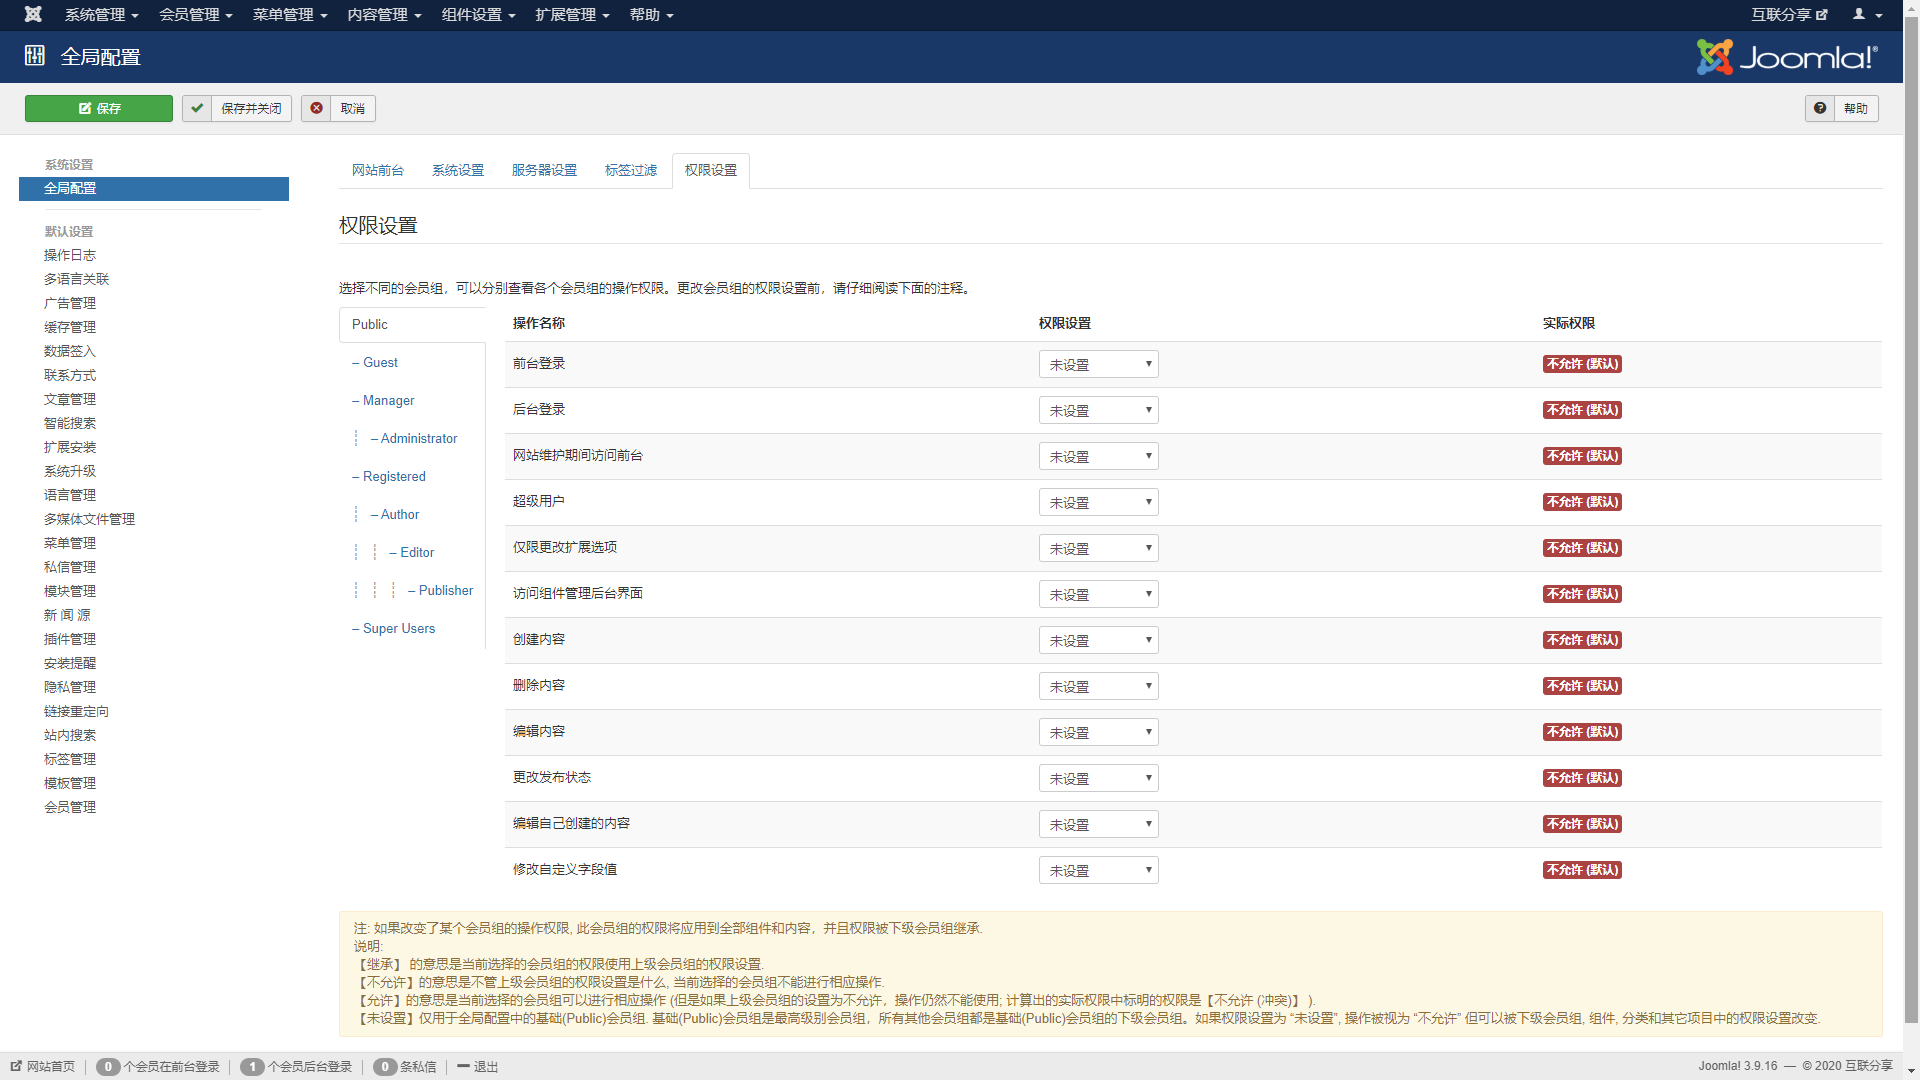 系统管理 会员管理 菜单管理 内容管理 组件设置 扩展管理 帮助 互联分享
全局配置 Joomla!®
保存 保存并关闭 取消 帮助
系统设置
全局配置
默认设置
操作日志
多语言关联
广告管理
缓存管理
数据签入
联系方式
文章管理
智能搜索
扩展安装
系统升级
语言管理
多媒体文件管理
菜单管理
私信管理
模块管理
新 闻 源
插件管理
安装提醒
隐私管理
链接重定向
站内搜索
标签管理
模板管理
会员管理
网站前台 系统设置 服务器设置 标签过滤 权限设置
权限设置
选择不同的会员组，可以分别查看各个会员组的操作权限。更改会员组的权限设置前，请仔细阅读下面的注释。
Public
– Guest
– Manager
┊ – Administrator
– Registered
┊ – Author
┊ ┊ – Editor
┊ ┊ ┊ – Publisher
– Super Users
操作名称 权限设置 实际权限
前台登录 未设置 不允许 (默认)
后台登录 未设置 不允许 (默认)
网站维护期间访问前台 未设置 不允许 (默认)
超级用户 未设置 不允许 (默认)
仅限更改扩展选项 未设置 不允许 (默认)
访问组件管理后台界面 未设置 不允许 (默认)
创建内容 未设置 不允许 (默认)
删除内容 未设置 不允许 (默认)
编辑内容 未设置 不允许 (默认)
更改发布状态 未设置 不允许 (默认)
编辑自己创建的内容 未设置 不允许 (默认)
修改自定义字段值 未设置 不允许 (默认)
注: 如果改变了某个会员组的操作权限, 此会员组的权限将应用到全部组件和内容，并且权限被下级会员组继承.
说明:
【继承】 的意思是当前选择的会员组的权限使用上级会员组的权限设置.
【不允许】的意思是不管上级会员组的权限设置是什么, 当前选择的会员组不能进行相应操作.
【允许】的意思是当前选择的会员组可以进行相应操作 (但是如果上级会员组的设置为不允许，操作仍然不能使用; 计算出的实际权限中标明的权限是【不允许 (冲突)】 ).
【未设置】仅用于全局配置中的基础(Public)会员组. 基础(Public)会员组是最高级别会员组，所有其他会员组都是基础(Public)会员组的下级会员组。如果权限设置为 “未设置”, 操作被视为 “不允许” 但可以被下级会员组, 组件, 分类和其它项目中的权限设置改变.
网站首页 0 个会员在前台登录 1 个会员后台登录 0 条私信 退出 Joomla! 3.9.16 — © 2020 互联分享